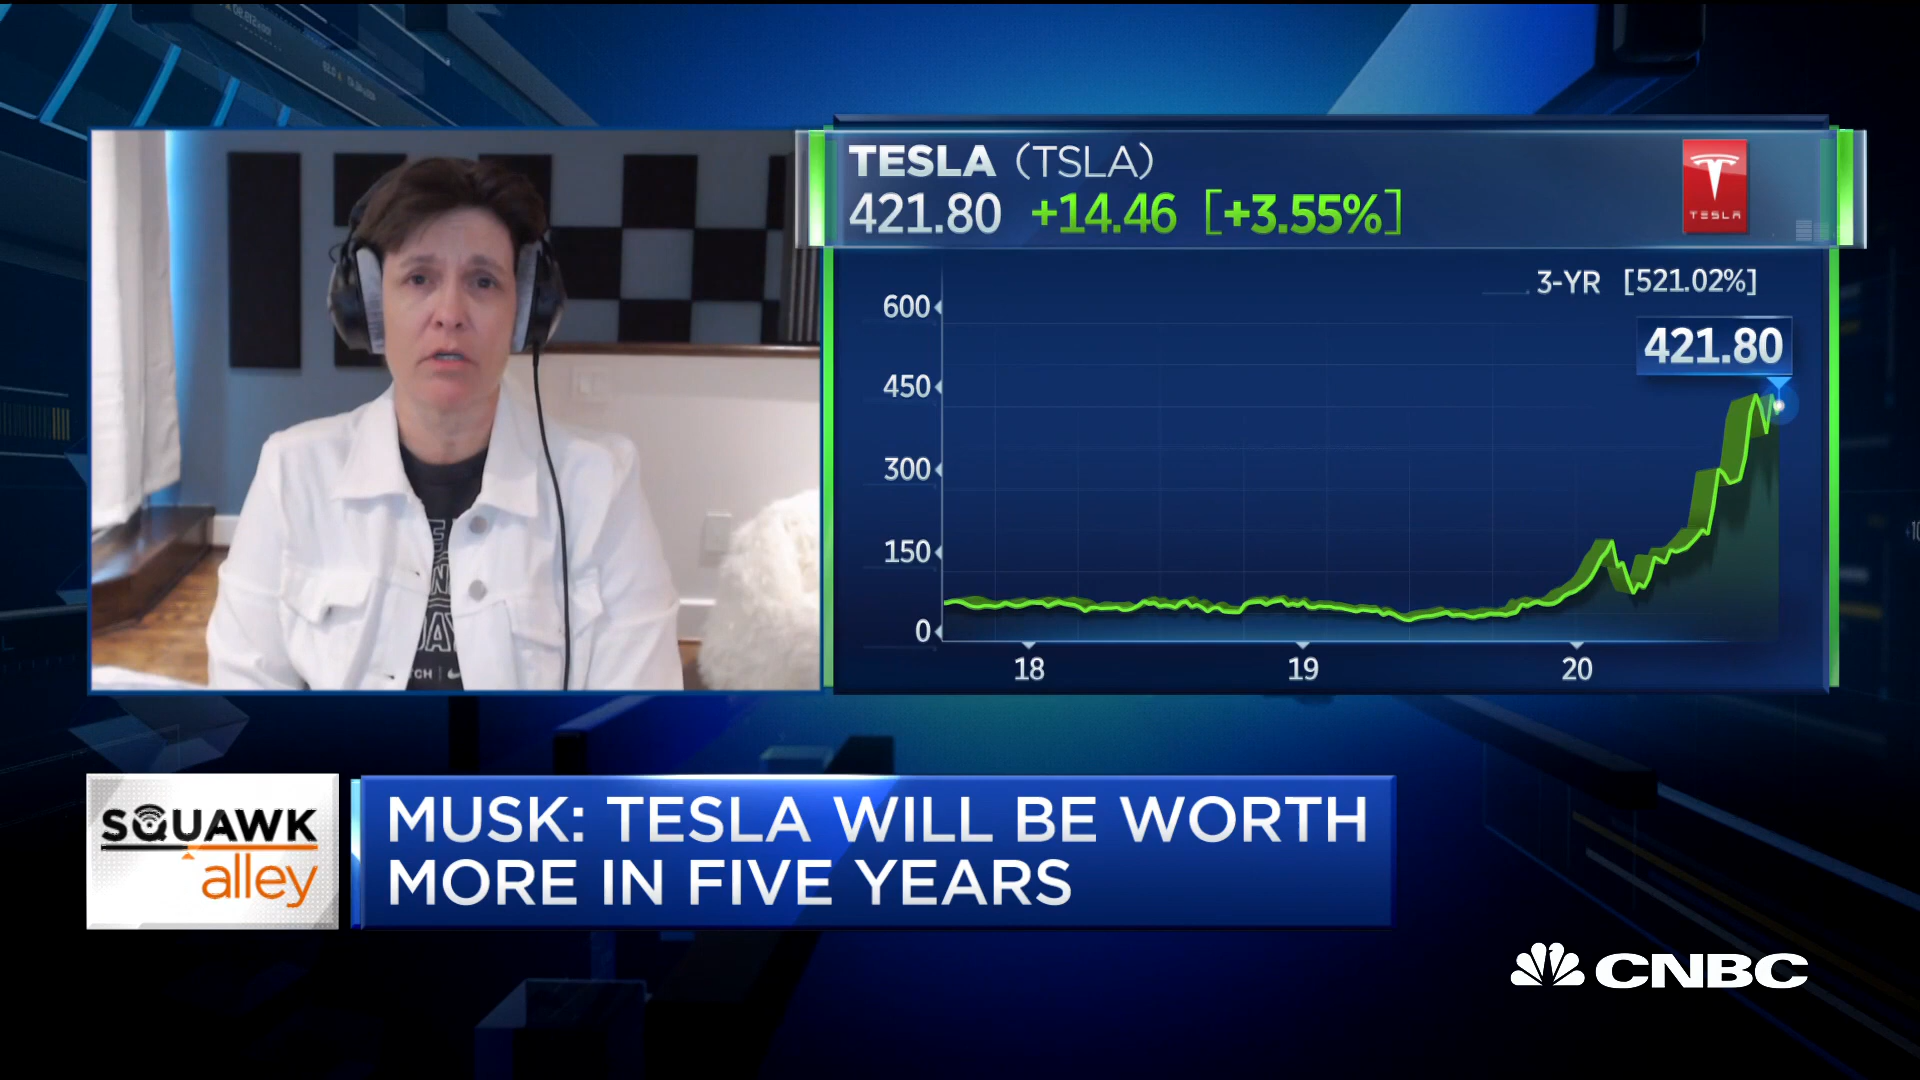 TESLA (TSLA)
421.80 +14.46 [+3.55%]
TESLA
3-YR [521.02%]
421.80
600
450
300
150
0
18
19
20
SQUAWK
alley
MUSK: TESLA WILL BE WORTH
MORE IN FIVE YEARS
CNBC